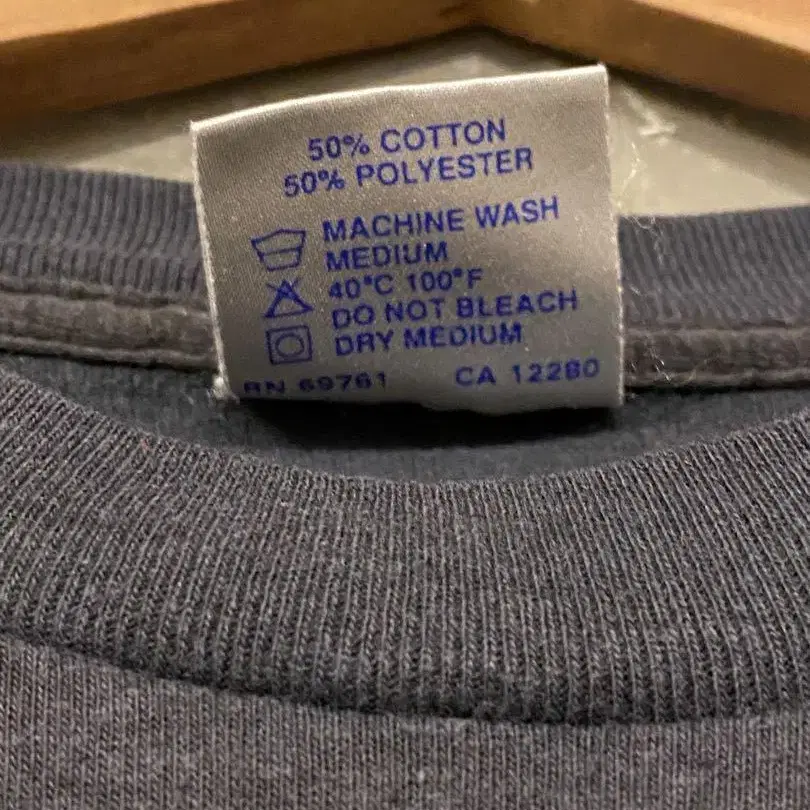 50% COTTON
50% POLYESTER
MACHINE WASH
MEDIUM
40°C 100°F
DO NOT BLEACH
DRY MEDIUM
RN 69761 CA 12280